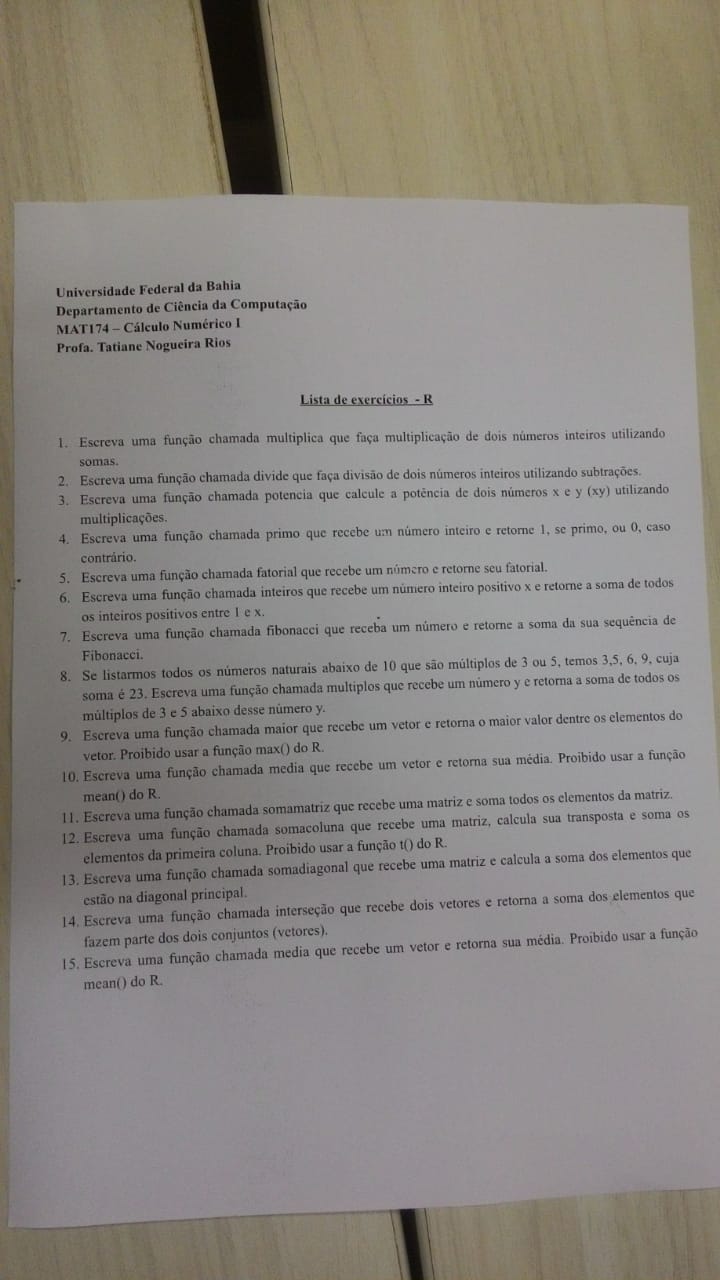 Universidade Federal da Bahia
Departamento de Ciência da Computação
MAT174 – Cálculo Numérico I
Profa. Tatiane Nogueira Rios
Lista de exercícios - R
1. Escreva uma função chamada multiplica que faça multiplicação de dois números inteiros utilizando
somas.
2. Escreva uma função chamada divide que faça divisão de dois números inteiros utilizando subtrações.
3. Escreva uma função chamada potencia que calcule a potência de dois números x e y (xy) utilizando
multiplicações.
4. Escreva uma função chamada primo que recebe um número inteiro e retorne 1, se primo, ou 0, caso
contrário.
5. Escreva uma função chamada fatorial que recebe um número e retorne seu fatorial.
6. Escreva uma função chamada inteiros que recebe um número inteiro positivo x e retorne a soma de todos
os inteiros positivos entre 1 e x.
7. Escreva uma função chamada fibonacci que receba um número e retorne a soma da sua sequência de
Fibonacci.
8. Se listarmos todos os números naturais abaixo de 10 que são múltiplos de 3 ou 5, temos 3,5, 6, 9, cuja
soma é 23. Escreva uma função chamada multiplos que recebe um número y e retorna a soma de todos os
múltiplos de 3 e 5 abaixo desse número y.
9. Escreva uma função chamada maior que recebe um vetor e retorna o maior valor dentre os elementos do
vetor. Proibido usar a função max() do R.
10. Escreva uma função chamada media que recebe um vetor e retorna sua média. Proibido usar a função
mean() do R.
11. Escreva uma função chamada somamatriz que recebe uma matriz e soma todos os elementos da matriz.
12. Escreva uma função chamada somacoluna que recebe uma matriz, calcula sua transposta e soma os
elementos da primeira coluna. Proibido usar a função t() do R.
13. Escreva uma função chamada somadiagonal que recebe uma matriz e calcula a soma dos elementos que
estão na diagonal principal.
14. Escreva uma função chamada interseção que recebe dois vetores e retorna a soma dos elementos que
fazem parte dos dois conjuntos (vetores).
15. Escreva uma função chamada media que recebe um vetor e retorna sua média. Proibido usar a função
mean() do R.